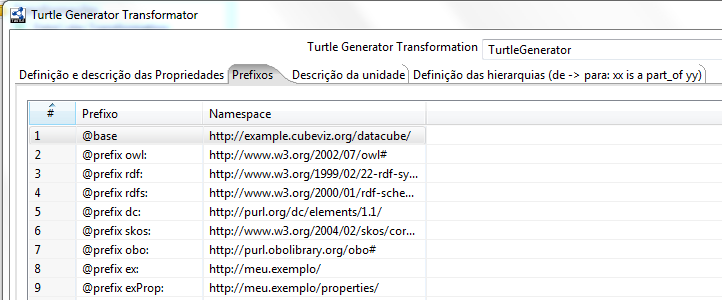 Turtle Generator Transformator
Turtle Generator Transformation TurtleGenerator
Definição e descrição das Propriedades Prefixos Descrição da unidade Definição das hierarquias (de -> para: xx is a part_of yy)
# Prefixo Namespace
1 @base http://example.cubeviz.org/datacube/
2 @prefix owl: http://www.w3.org/2002/07/owl#
3 @prefix rdf: http://www.w3.org/1999/02/22-rdf-sy...
4 @prefix rdfs: http://www.w3.org/2000/01/rdf-sche...
5 @prefix dc: http://purl.org/dc/elements/1.1/
6 @prefix skos: http://www.w3.org/2004/02/skos/cor...
7 @prefix obo: http://purl.obolibrary.org/obo#
8 @prefix ex: http://meu.exemplo/
9 @prefix exProp: http://meu.exemplo/properties/